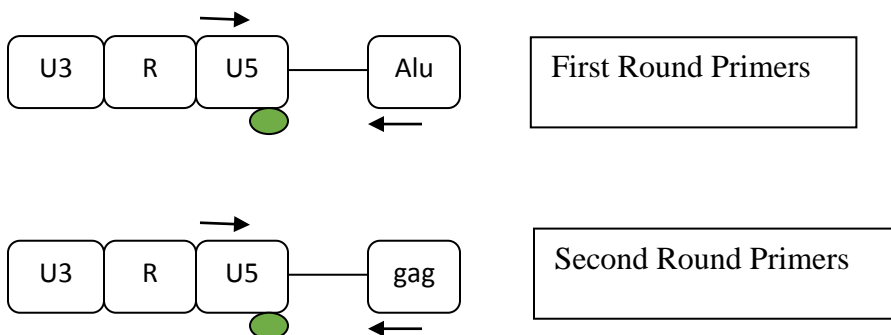 U3 R U5 Alu
First Round Primers
U3 R U5 gag
Second Round Primers